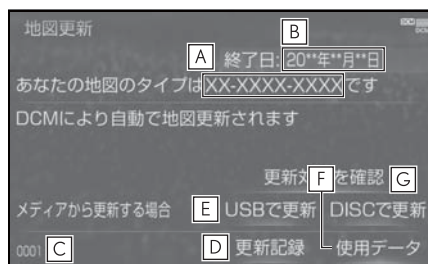 地図更新
DCM
B
A 終了日: 20**年**月**日
あなたの地図のタイプはXX-XXXX-XXXXです
DCMにより自動で地図更新されます
更新対 F を確認 G
メディアから更新する場合 E USBで更新 DISCで更新
0001 C D 更新記録 使用データ